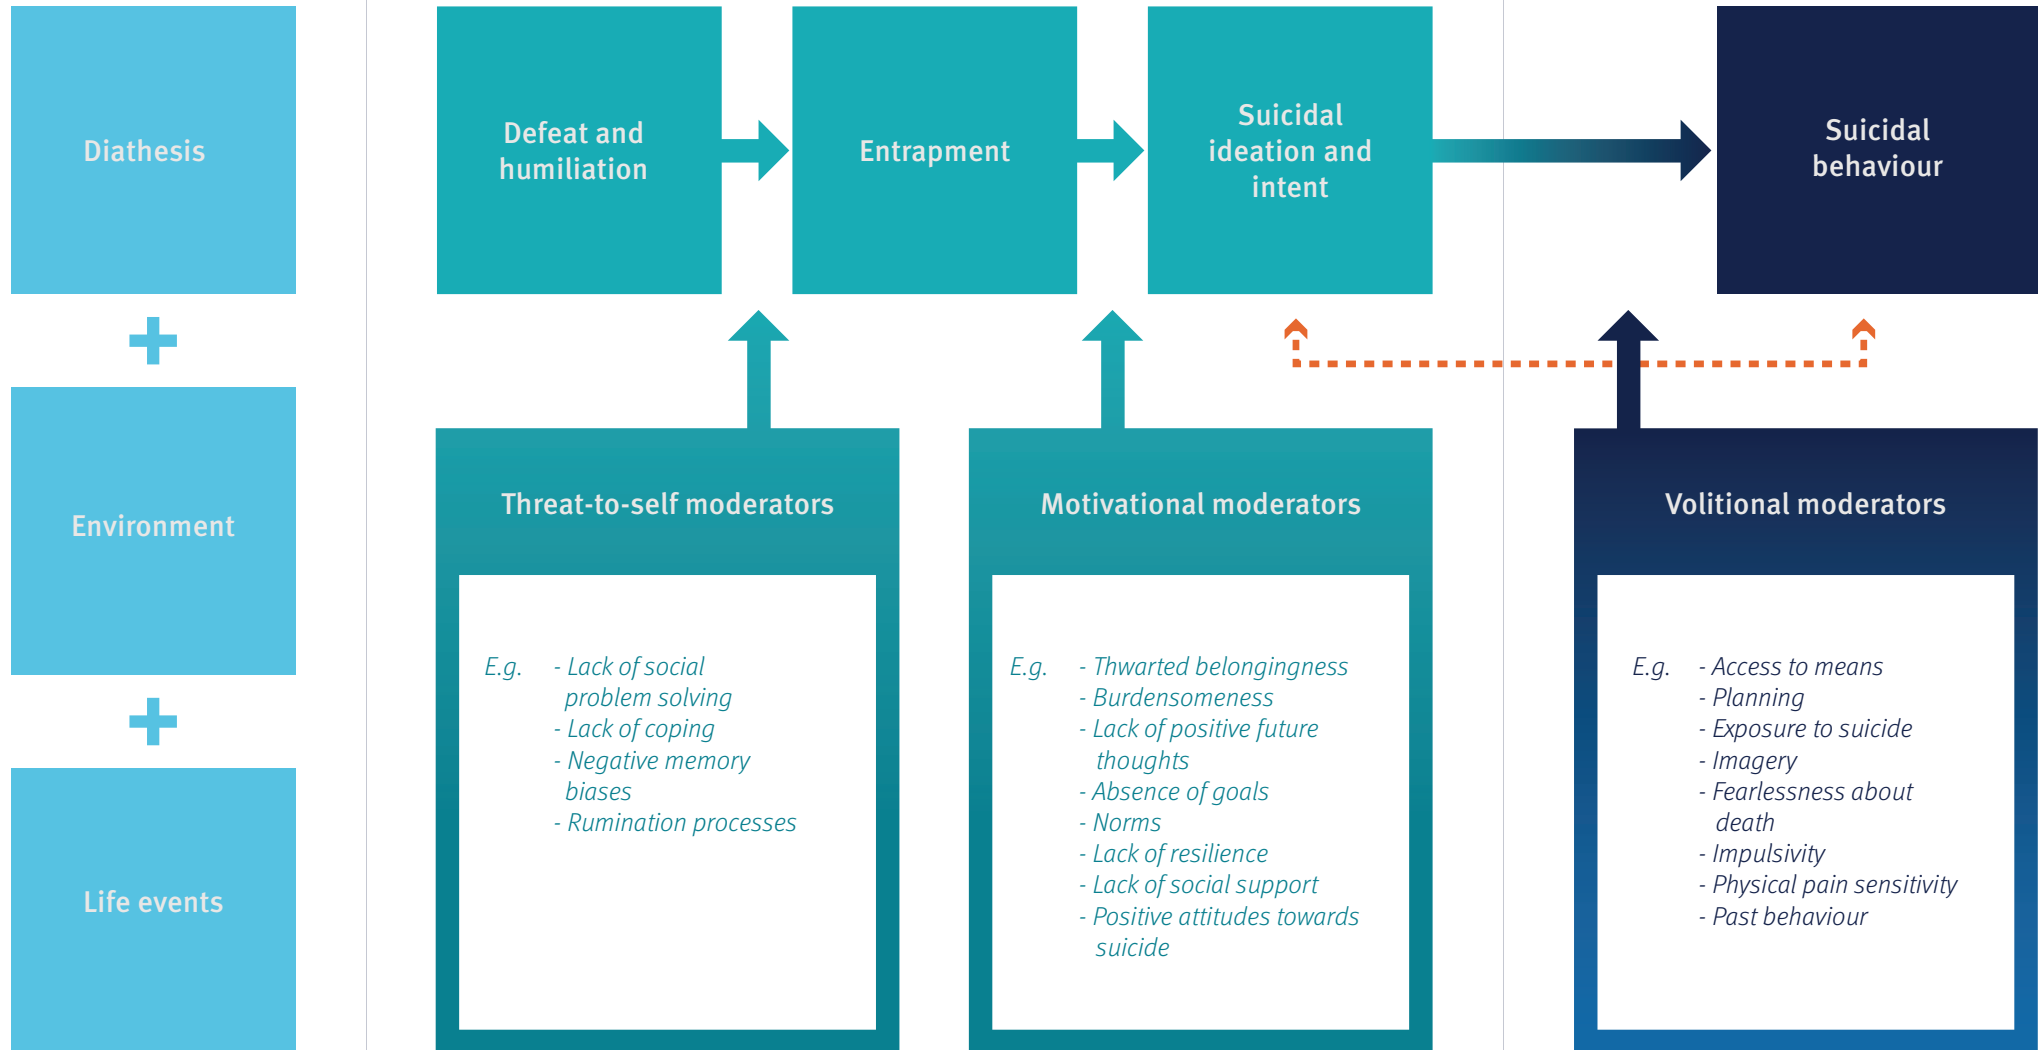 Diathesis
Environment
Life events
Defeat and
humiliation
Entrapment
Suicidal
ideation and
intent
Suicidal
behaviour
Threat-to-self moderators
E.g. - Lack of social
problem solving
- Lack of coping
- Negative memory
biases
- Rumination processes
Motivational moderators
E.g. - Thwarted belongingness
- Burdensomeness
- Lack of positive future
thoughts
- Absence of goals
- Norms
- Lack of resilience
- Lack of social support
- Positive attitudes towards
suicide
Volitional moderators
E.g. - Access to means
- Planning
- Exposure to suicide
- Imagery
- Fearlessness about
death
- Impulsivity
- Physical pain sensitivity
- Past behaviour